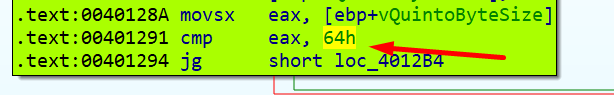 .text:0040128A movsx eax, [ebp+vQuintoByteSize]
.text:00401291 cmp eax, 64h
.text:00401294 jg short loc_4012B4